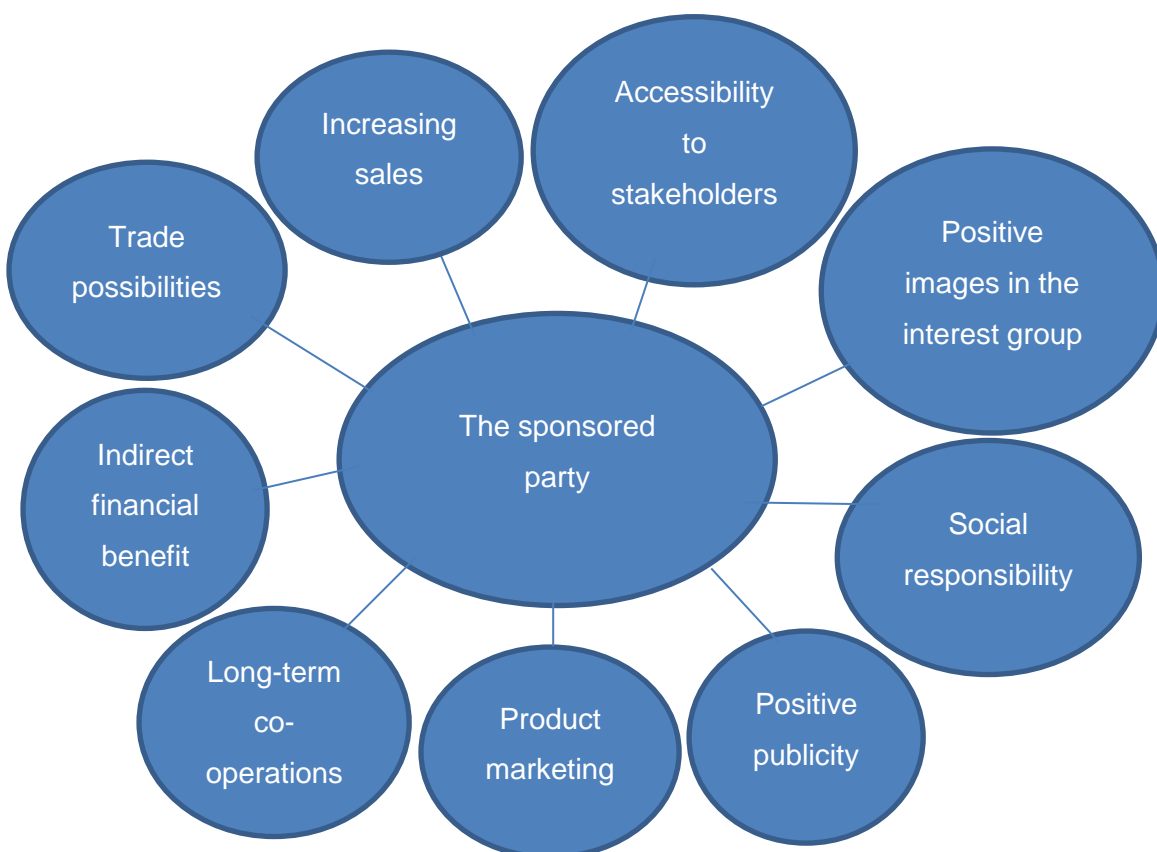 Accessibility
to
stakeholders
Increasing
sales
Trade
possibilities
Positive
images in the
interest group
The sponsored
party
Indirect
financial
benefit
Social
responsibility
Long-term
co-
operations
Product
marketing
Positive
publicity